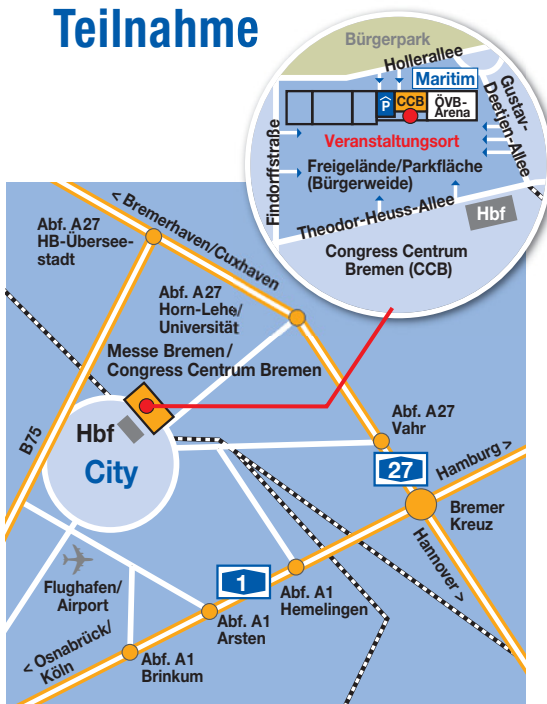 Teilnahme
Bürgerpark
Hollerallee
Maritim
P
CCB
ÖVB-
Arena
Gustav-
Deetjen-Allee
Findorffstraße
Veranstaltungsort
Freigelände/Parkfläche
(Bürgerweide)
Theodor-Heuss-Allee
Hbf
Congress Centrum
Bremen (CCB)
< Bremerhaven/Cuxhaven
Abf. A27
HB-Übersee-
stadt
Abf. A27
Horn-Lehe/
Universität
Messe Bremen/
Congress Centrum Bremen
B75
Hbf
City
Abf. A27
Vahr
27
Hamburg >
Bremer
Kreuz
Hannover >
Flughafen/
Airport
1
Abf. A1
Hemelingen
Abf. A1
Arsten
< Osnabrück/
Köln
Abf. A1
Brinkum